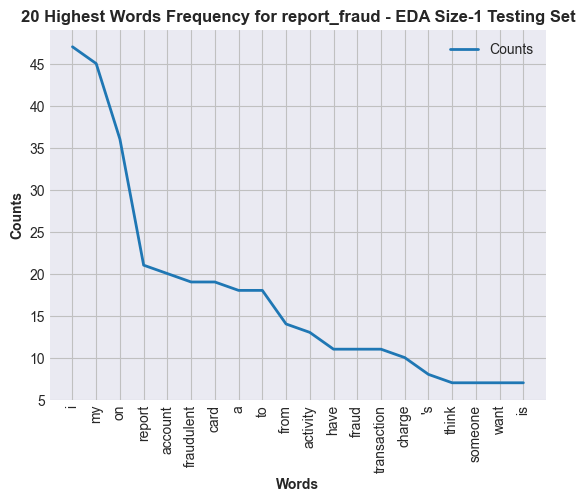 20 Highest Words Frequency for report_fraud - EDA Size-1 Testing Set
Counts
45
40
35
30
25
20
15
10
5
Counts
i
my
on
report
account
fraudulent
card
a
to
from
activity
have
fraud
transaction
charge
's
think
someone
want
is
Words